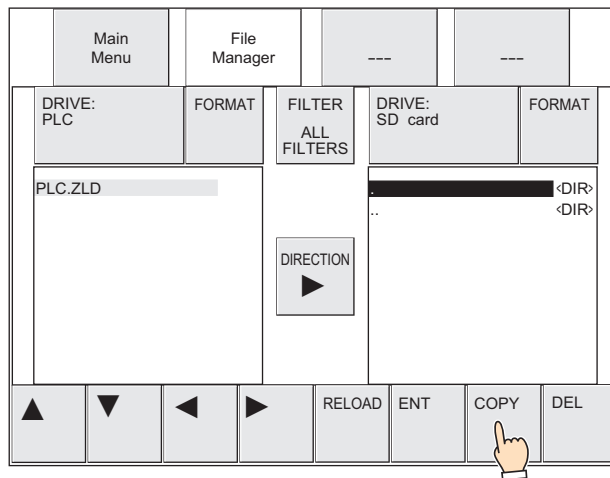 Main
Menu
File
Manager
---
---
DRIVE:
PLC
FORMAT
FILTER
ALL
FILTERS
DRIVE:
SD card
FORMAT
PLC.ZLD
. <DIR>
.. <DIR>
DIRECTION
RELOAD
ENT
COPY
DEL